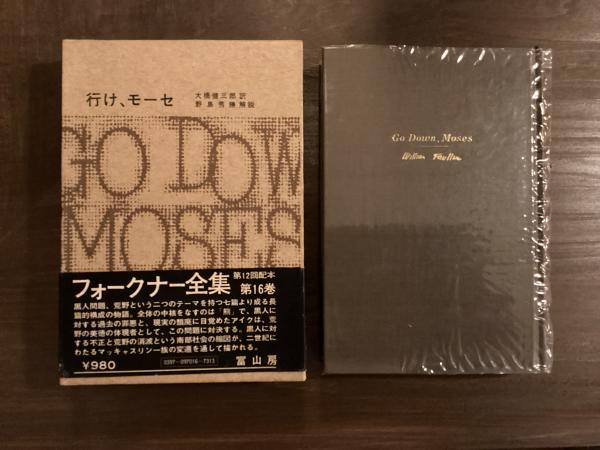 行け、モーセ
大橋健三郎訳
野島秀勝解説
GO DOW
MOSES
フォークナー全集 第12回配本 第16巻
黒人問題、荒野という二つのテーマを持つ七篇より成る長
篇的構成の物語。全体の中核をなすのは「熊」で、黒人に
対する過去の罪悪と、現実の頽廃に目覚めたアイクは、荒
野の美徳の体現者として、この問題に対決する。黒人に対
する不正と荒野の消滅という南部社会の縮図が、二世紀に
わたるマッキャスリン一族の変遷を通して描かれる。
¥980
0397-097016-7313
冨山房
Go Down, Moses
William Faulkner